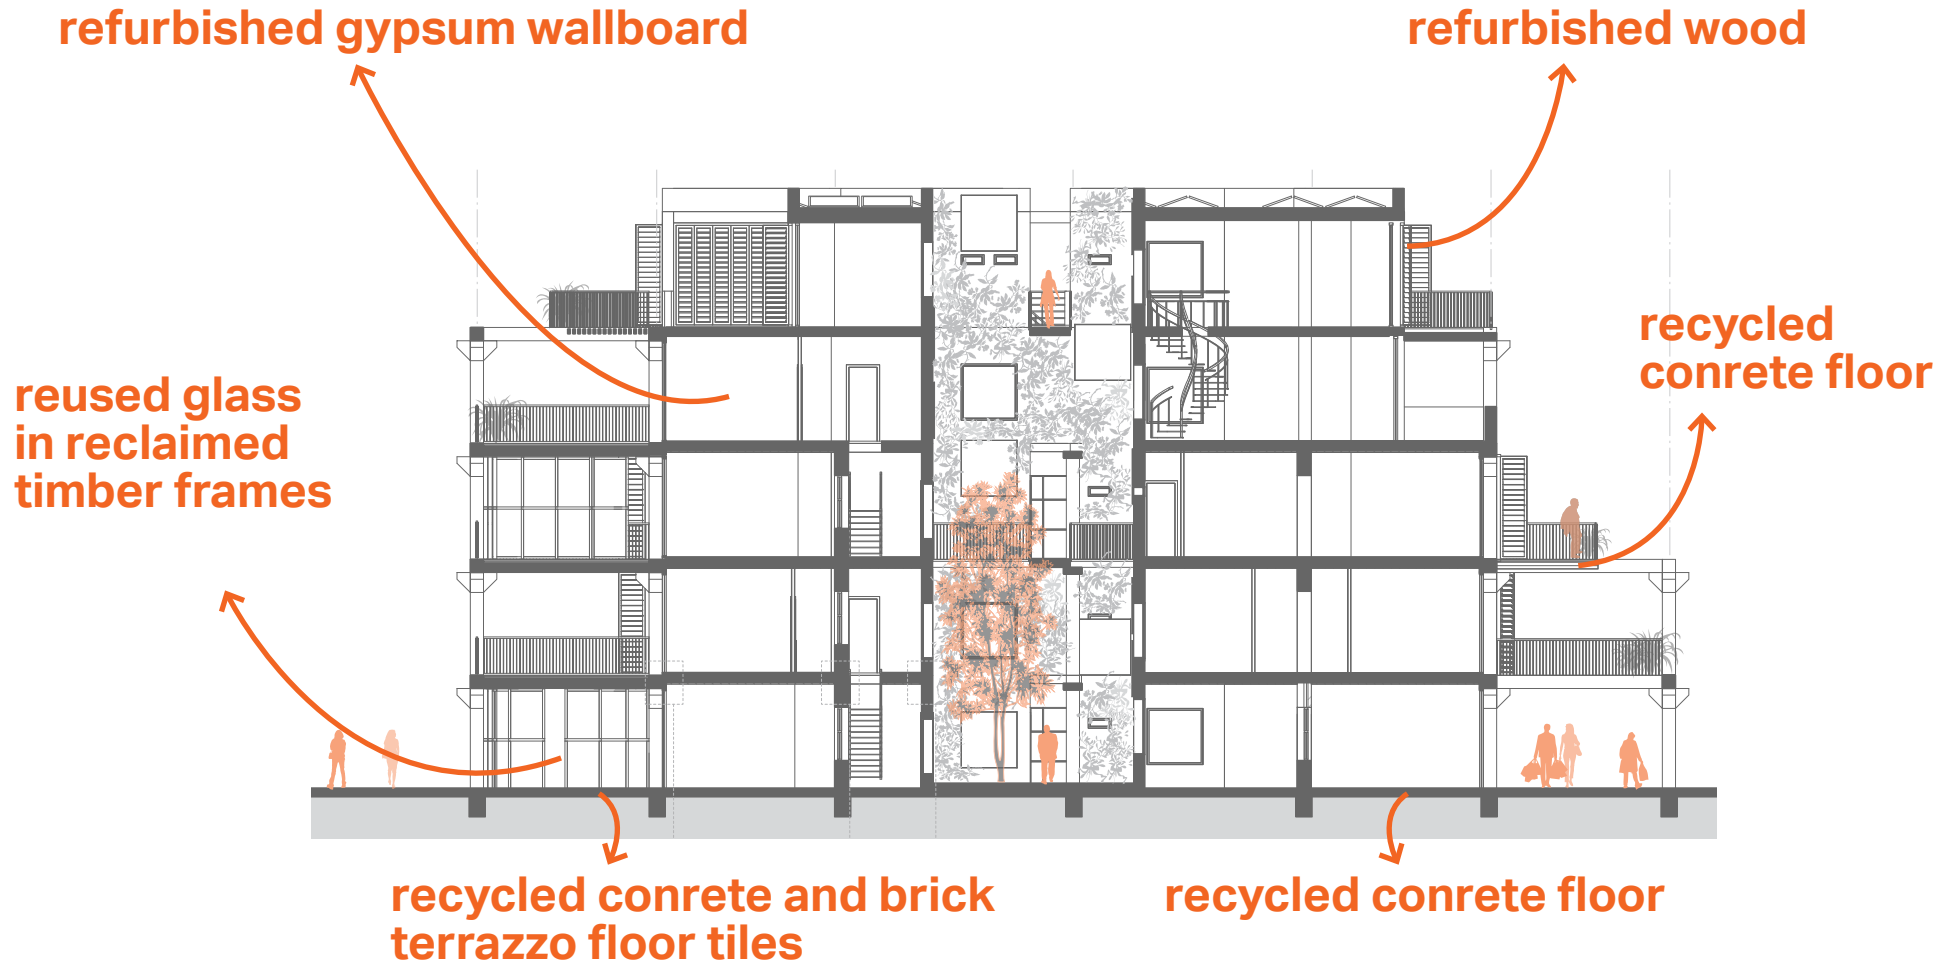 refurbished gypsum wallboard
refurbished wood
recycled
conrete floor
reused glass
in reclaimed
timber frames
recycled conrete and brick
terrazzo floor tiles
recycled conrete floor